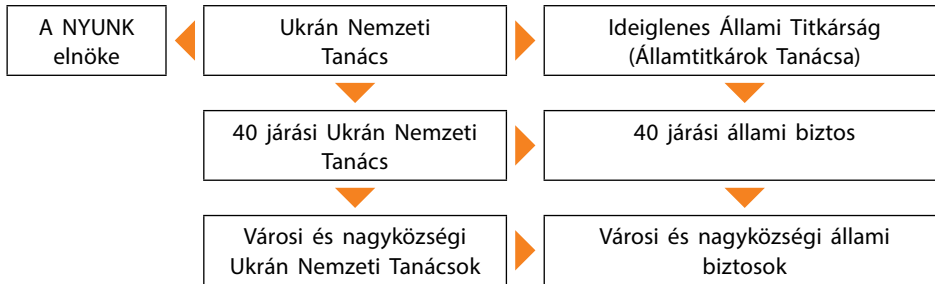 A NYUNK
elnöke
Ukrán Nemzeti
Tanács
Ideiglenes Állami Titkárság
(Államtitkárok Tanácsa)
40 járási Ukrán Nemzeti
Tanács
40 járási állami biztos
Városi és nagyközségi
Ukrán Nemzeti Tanácsok
Városi és nagyközségi állami
biztosok